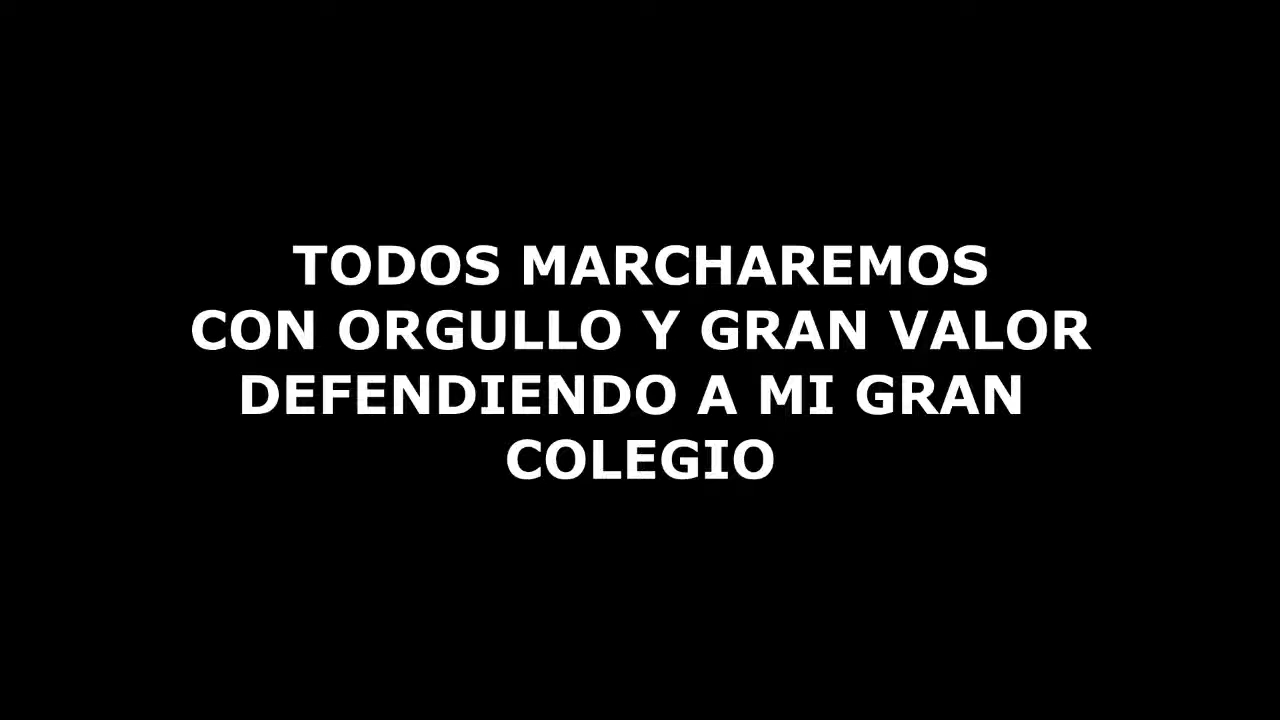 TODOS MARCHAREMOS
CON ORGULLO Y GRAN VALOR
DEFENDIENDO A MI GRAN
COLEGIO